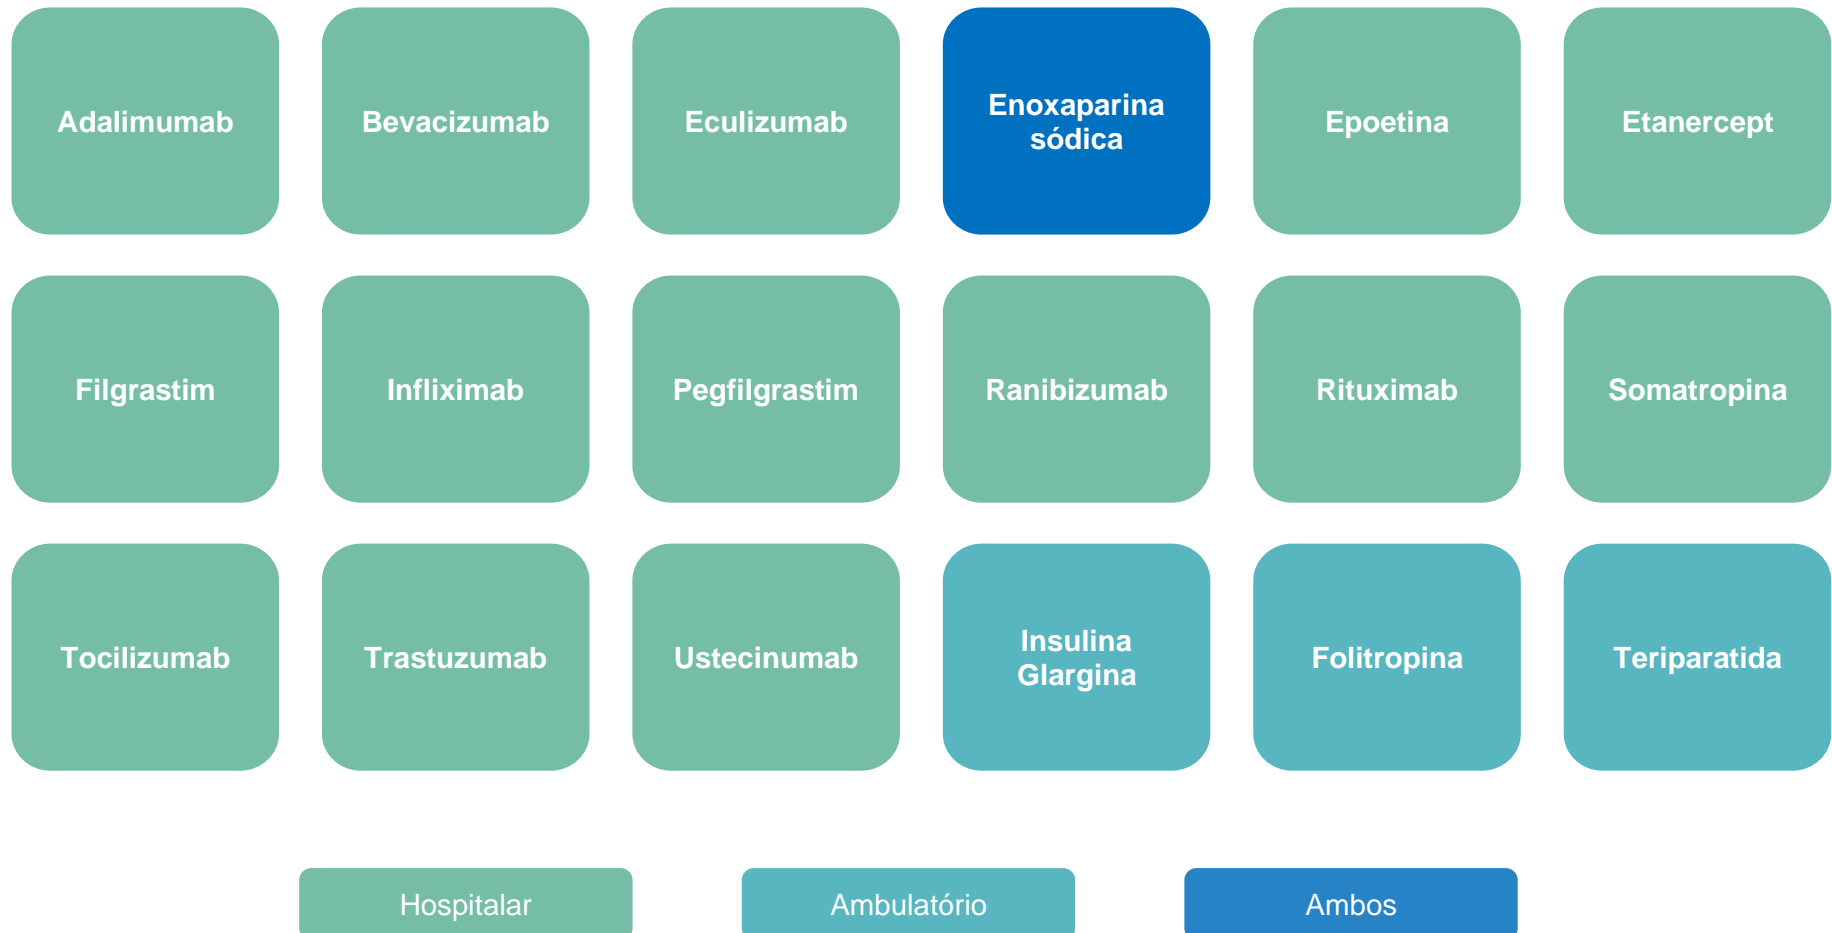 Adalimumab
Bevacizumab
Eculizumab
Enoxaparina
sódica
Epoetina
Etanercept
Filgrastim
Infliximab
Pegfilgrastim
Ranibizumab
Rituximab
Somatropina
Tocilizumab
Trastuzumab
Ustecinumab
Insulina
Glargina
Folitropina
Teriparatida
Hospitalar
Ambulatório
Ambos